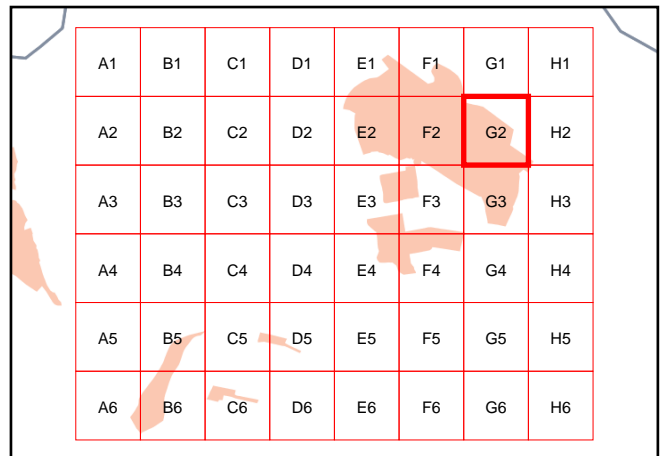 A1 B1 C1 D1 E1 F1 G1 H1
A2 B2 C2 D2 E2 F2 G2 H2
A3 B3 C3 D3 E3 F3 G3 H3
A4 B4 C4 D4 E4 F4 G4 H4
A5 B5 C5 D5 E5 F5 G5 H5
A6 B6 C6 D6 E6 F6 G6 H6